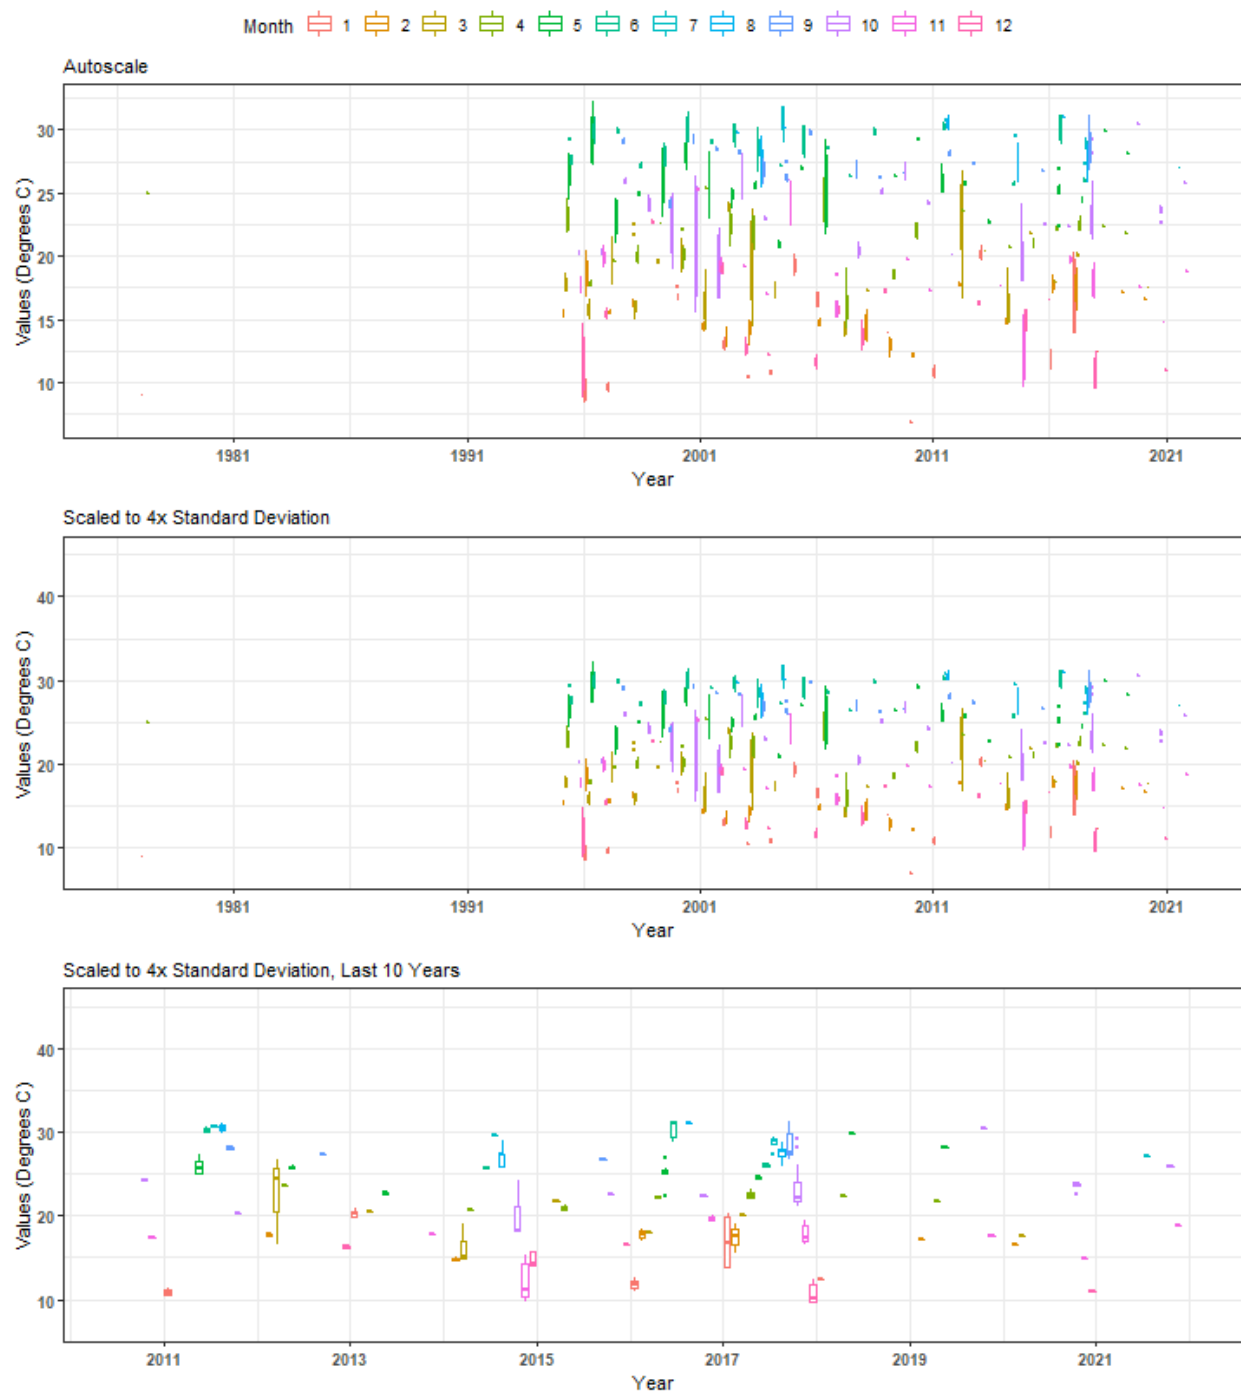 Month 1 2 3 4 5 6 7 8 9 10 11 12
Autoscale
Values (Degrees C)
30
25
20
15
10
1981 1991 2001 2011 2021
Year
Scaled to 4x Standard Deviation
Values (Degrees C)
40
30
20
10
1981 1991 2001 2011 2021
Year
Scaled to 4x Standard Deviation, Last 10 Years
Values (Degrees C)
40
30
20
10
2011 2013 2015 2017 2019 2021
Year